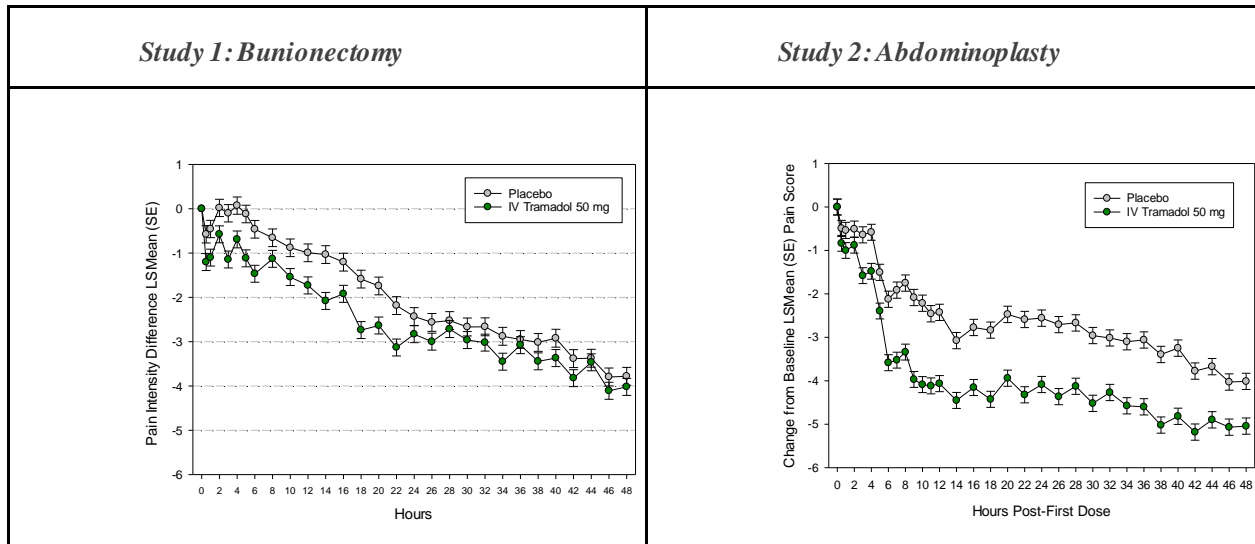 Study 1: Bunionectomy
Study 2: Abdominoplasty
Pain Intensity Difference LSMean (SE)
1
0
-1
-2
-3
-4
-5
-6
Placebo
IV Tramadol 50 mg
0 2 4 6 8 10 12 14 16 18 20 22 24 26 28 30 32 34 36 38 40 42 44 46 48
Hours
Change from Baseline LSMean (SE) Pain Score
1
0
-1
-2
-3
-4
-5
-6
Placebo
IV Tramadol 50 mg
0 2 4 6 8 10 12 14 16 18 20 22 24 26 28 30 32 34 36 38 40 42 44 46 48
Hours Post-First Dose